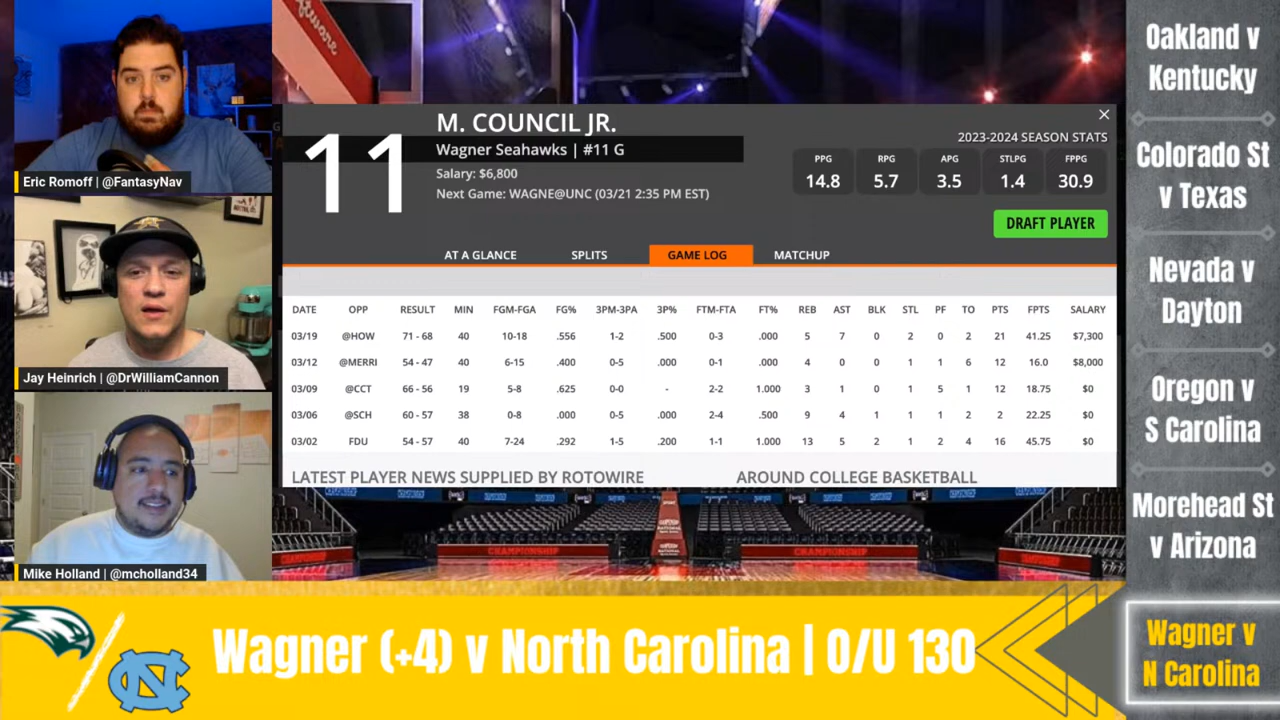 Eric Romoff | @FantasyNav
Jay Heinrich | @DrWilliamCannon
Mike Holland | @mcholland34
11
M. COUNCIL JR.
Wagner Seahawks | #11 G
Salary: $6,800
Next Game: WAGNE@UNC (03/21 2:35 PM EST)
2023-2024 SEASON STATS
PPG RPG APG STLPG FPPG
14.8 5.7 3.5 1.4 30.9
DRAFT PLAYER
AT A GLANCE SPLITS GAME LOG MATCHUP
DATE OPP RESULT MIN FGM-FGA FG% 3PM-3PA 3P% FTM-FTA FT% REB AST BLK STL PF TO PTS FPTS SALARY
03/19 @HOW 71 - 68 40 10-18 .556 1-2 .500 0-3 .000 5 7 0 2 0 2 21 41.25 $7,300
03/12 @MERRI 54 - 47 40 6-15 .400 0-5 .000 0-1 .000 4 0 0 1 1 6 12 16.0 $8,000
03/09 @CCT 66 - 56 19 5-8 .625 0-0 - 2-2 1.000 3 1 0 1 5 1 12 18.75 $0
03/06 @SCH 60 - 57 38 0-8 .000 0-5 .000 2-4 .500 9 4 1 1 1 2 2 22.25 $0
03/02 FDU 54 - 57 40 7-24 .292 1-5 .200 1-1 1.000 13 5 2 1 2 4 16 45.75 $0
LATEST PLAYER NEWS SUPPLIED BY ROTOWIRE AROUND COLLEGE BASKETBALL
CHAMPIONSHIP
CHAMPIONSHIP
Wagner (+4) v North Carolina | O/U 130
NC
Oakland v
Kentucky
Colorado St
v Texas
Nevada v
Dayton
Oregon v
S Carolina
Morehead St
v Arizona
Wagner v
N Carolina